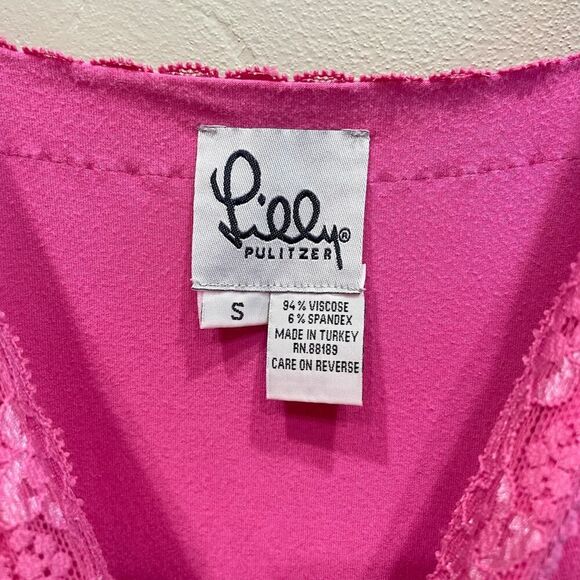 Lilly®
PULITZER
S
94% VISCOSE
6% SPANDEX
MADE IN TURKEY
RN.88189
CARE ON REVERSE